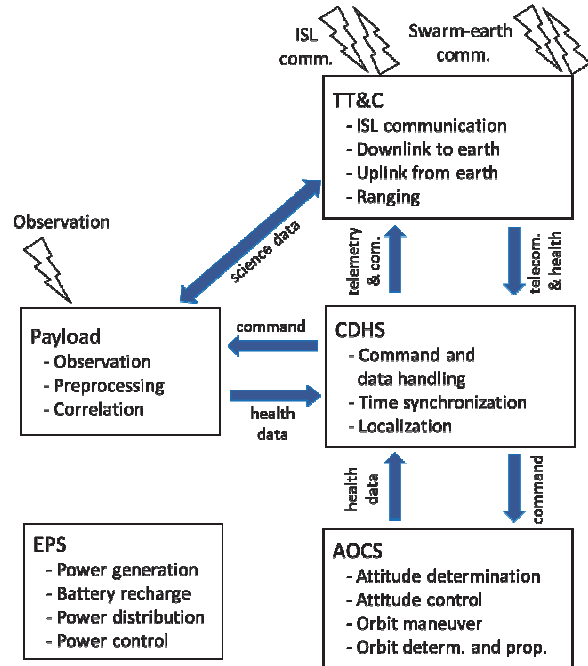 ISL
comm.
Swarm-earth
comm.
TT&C
- ISL communication
- Downlink to earth
- Uplink from earth
- Ranging
Observation
science data
telemetry
& com.
telecom.
& health
Payload
- Observation
- Preprocessing
- Correlation
command
health
data
CDHS
- Command and
data handling
- Time synchronization
- Localization
health
data
command
EPS
- Power generation
- Battery recharge
- Power distribution
- Power control
AOCS
- Attitude determination
- Attitude control
- Orbit maneuver
- Orbit determ. and prop.